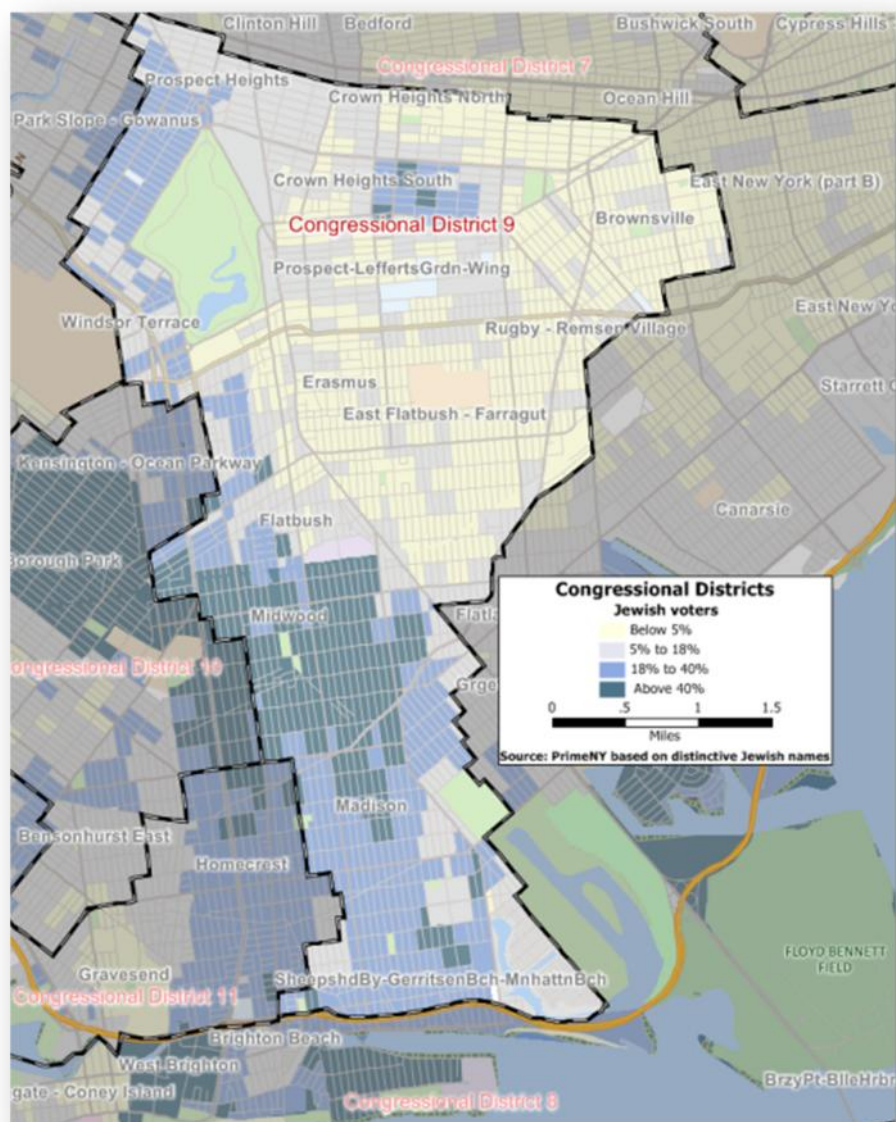 Clinton Hill
Bedford
Bushwick South
Cypress Hills-
Congressional District 7
Prospect Heights
Crown Heights North
Ocean Hill
Park Slope - Gowanus
Crown Heights South
East New York (part B)
Brownsville
Congressional District 9
Prospect-LeffertsGrdn-Wing
East New Yo
Windsor Terrace
Rugby - Remsen Village
Erasmus
Starrett C
East Flatbush - Farragut
Kensington - Ocean Parkway
Canarsie
Flatbush
Borough Park
Congressional Districts
Jewish voters
Below 5%
5% to 18%
18% to 40%
Above 40%
0 .5 1 1.5
Miles
Source: PrimeNY based on distinctive Jewish names
Midwood
Flatla
ongressional District 10
Grge
Madison
Bensonhurst East
Homecrest
FLOYD BENNETT
FIELD
Gravesend
SheepshdBy-GerritsenBch-MnhattnBch
Congressional District 11
Brighton Beach
West Brighton
BrzyPt-BlleHrbr
gate - Coney Island
Congressional District 8